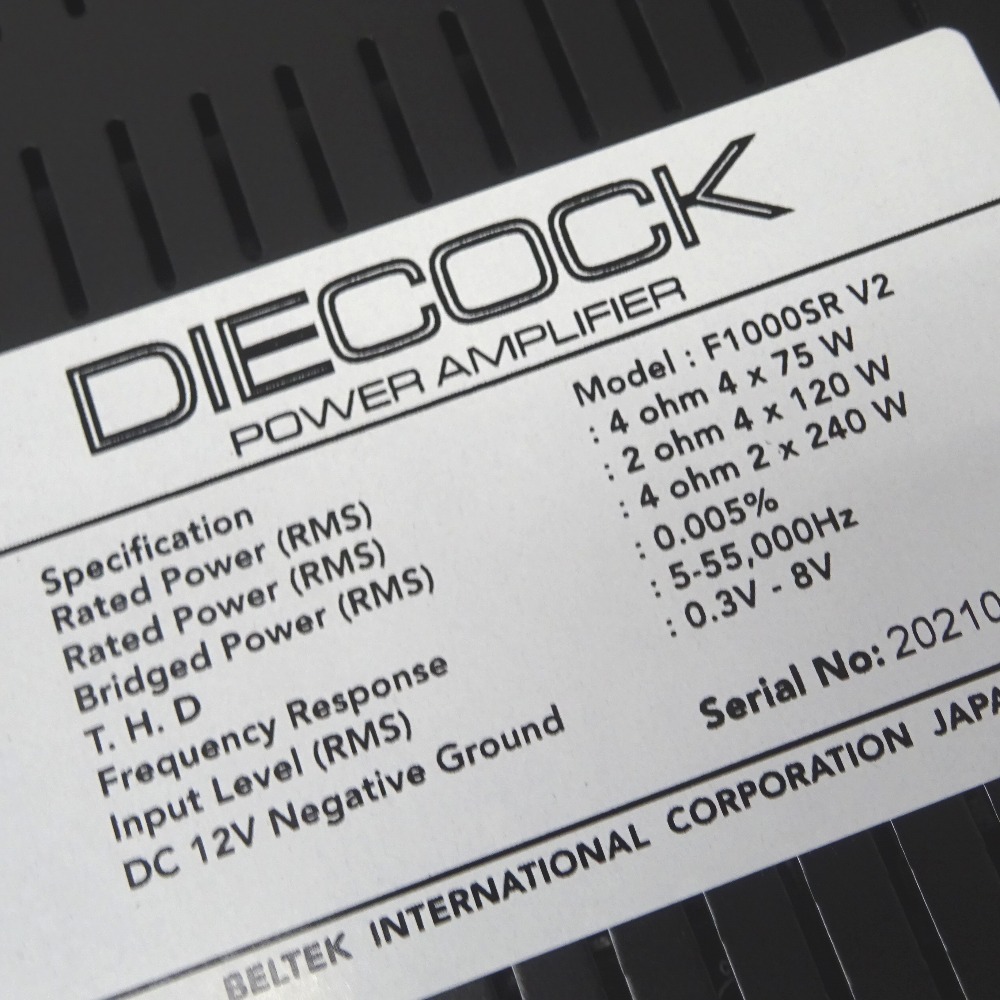 DIECOCK
POWER AMPLIFIER
Specification Model : F1000SR V2
Rated Power (RMS) : 4 ohm 4 x 75 W
Rated Power (RMS) : 2 ohm 4 x 120 W
Bridged Power (RMS) : 4 ohm 2 x 240 W
T. H. D : 0.005%
Frequency Response : 5-55,000Hz
Input Level (RMS) : 0.3V - 8V
DC 12V Negative Ground
Serial No: 20210
BELTEK INTERNATIONAL CORPORATION JAPA